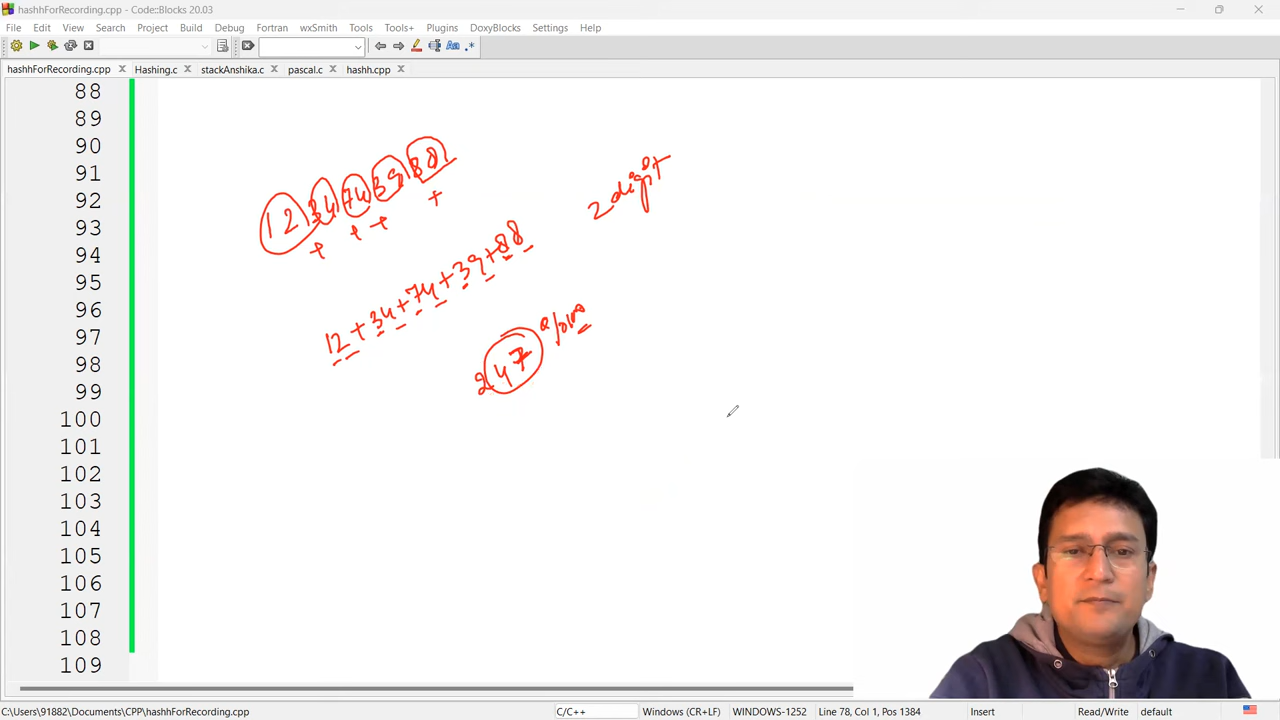 hashhForRecording.cpp - Code::Blocks 20.03
File Edit View Search Project Build Debug Fortran wxSmith Tools Tools+ Plugins DoxyBlocks Settings Help
hashhForRecording.cpp Hashing.c stackAnshika.c pascal.c hashh.cpp
88
89
90
91
92
93
94
95
96
97
98
99
100
101
102
103
104
105
106
107
108
109
12 34 74 39 88
+ + + +
2 digit
12 + 34 + 74 + 39 + 88
247
C:\Users\91882\Documents\CPP\hashhForRecording.cpp C/C++ Windows (CR+LF) WINDOWS-1252 Line 78, Col 1, Pos 1384 Insert Read/Write default